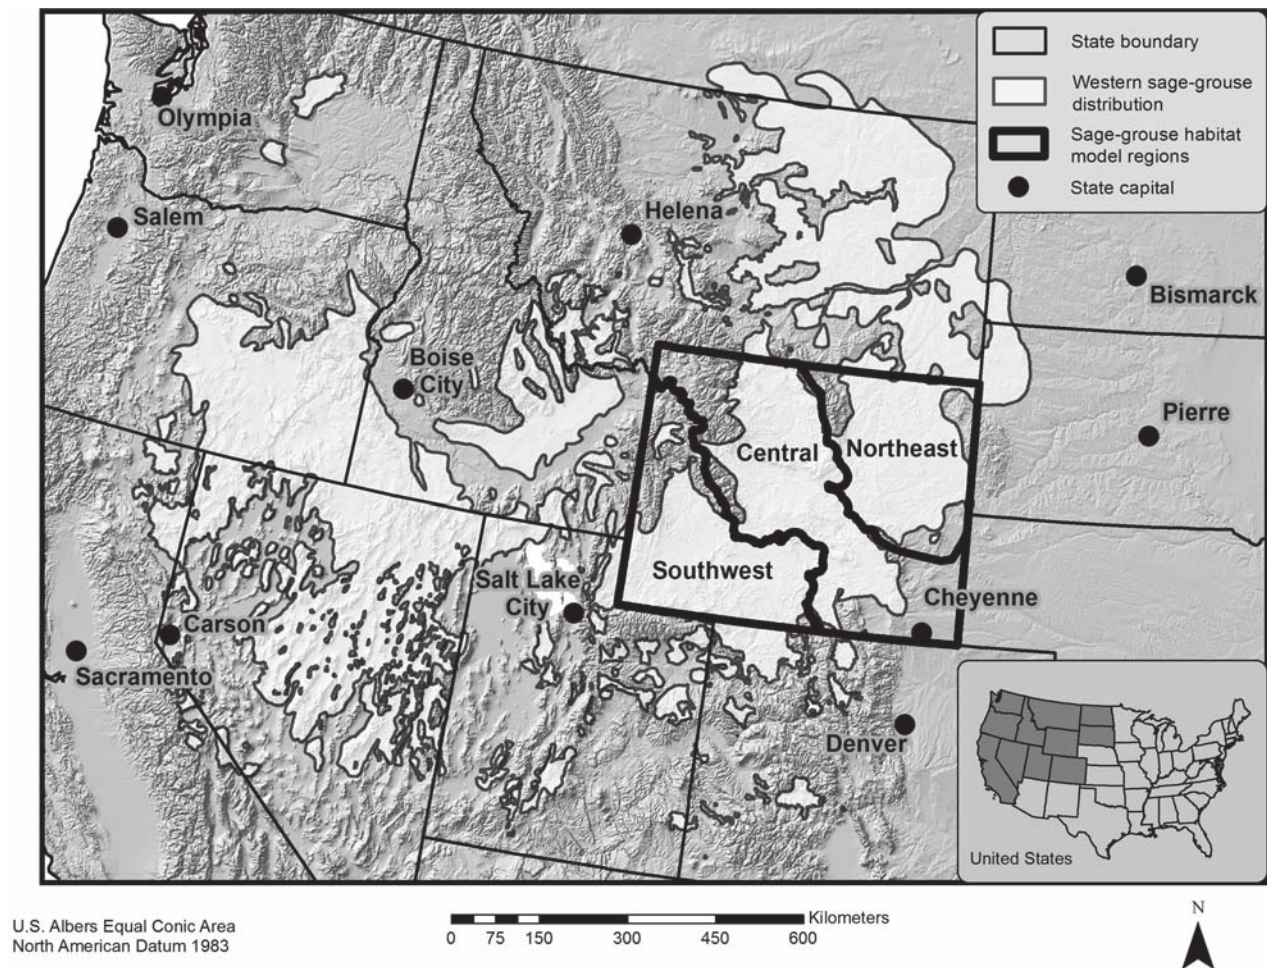 State boundary
Western sage-grouse
distribution
Sage-grouse habitat
model regions
State capital
Olympia
Salem
Helena
Bismarck
Boise
City
Pierre
Central
Northeast
Southwest
Salt Lake
City
Cheyenne
Carson
Sacramento
Denver
United States
U.S. Albers Equal Conic Area
North American Datum 1983
Kilometers
0 75 150 300 450 600
N